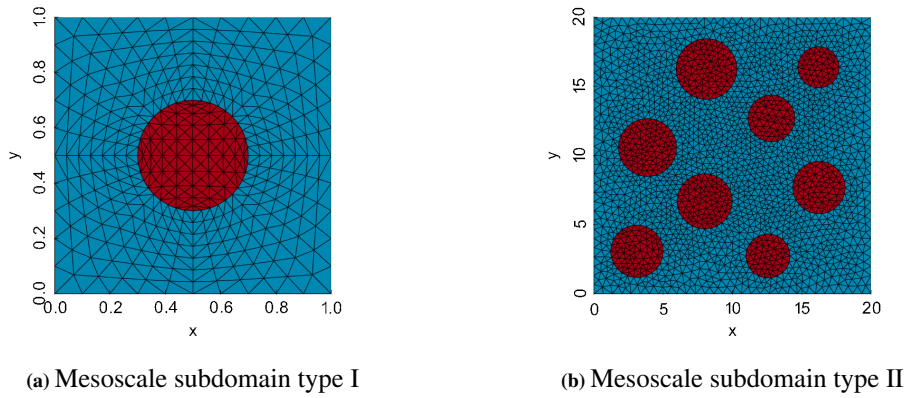 1.0
0.8
0.6
y
0.4
0.2
0.0
0.0 0.2 0.4 0.6 0.8 1.0
x
(a) Mesoscale subdomain type I
20
15
y
10
5
0
0 5 10 15 20
x
(b) Mesoscale subdomain type II